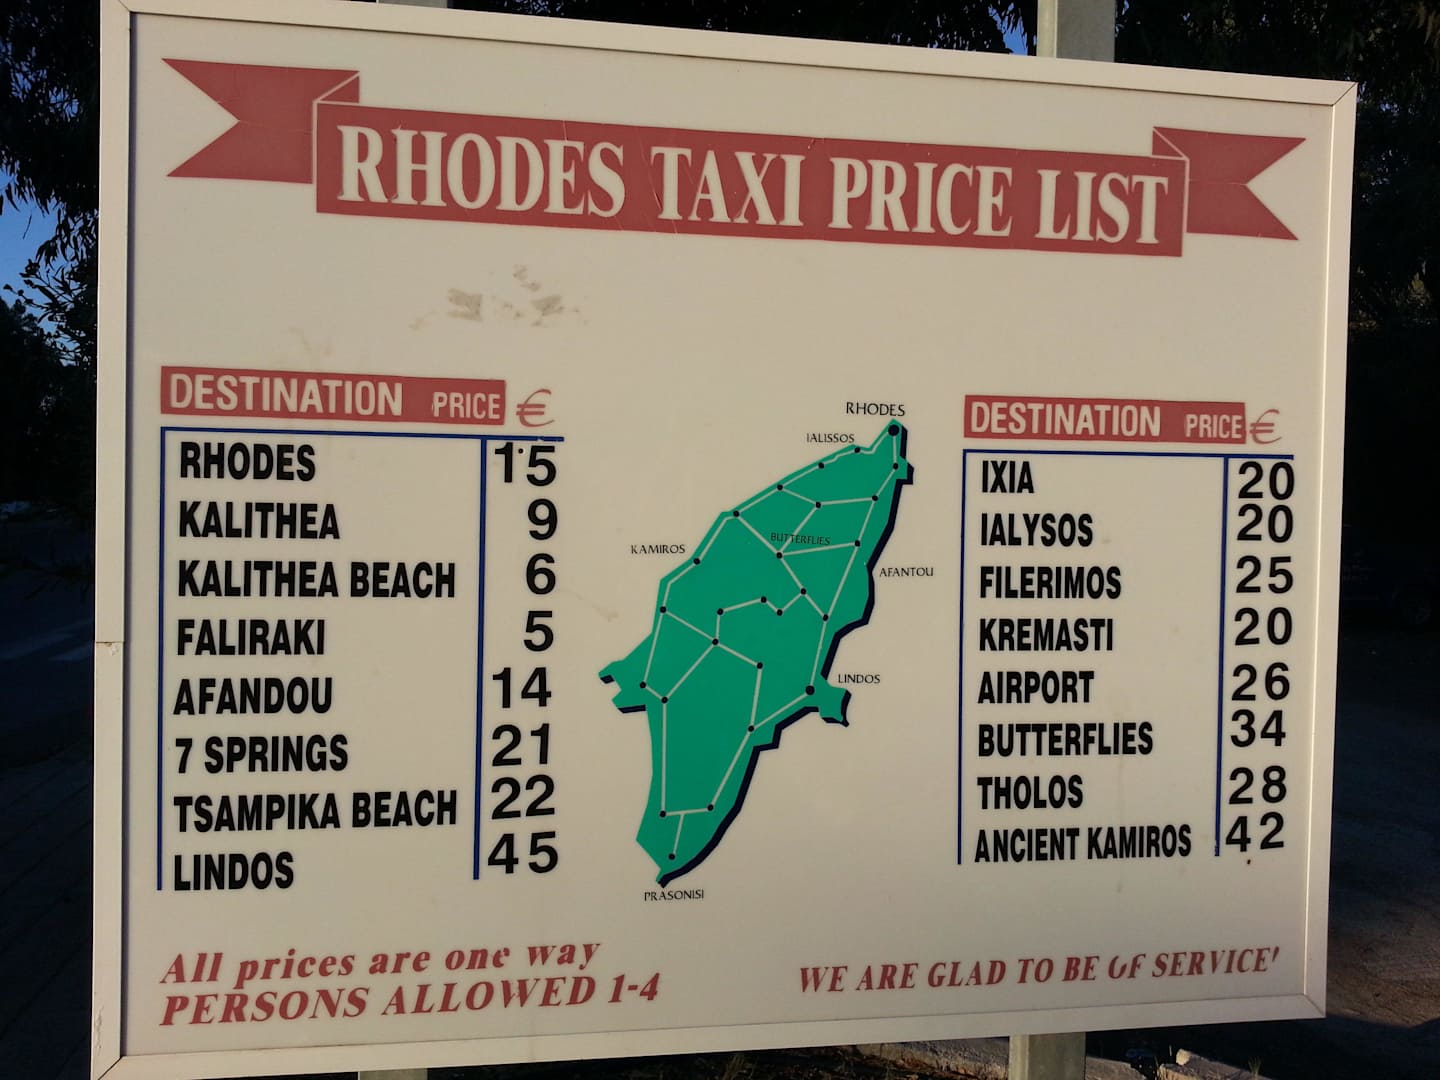 RHODES TAXI PRICE LIST
DESTINATION PRICE €
RHODES 15
KALITHEA 9
KALITHEA BEACH 6
FALIRAKI 5
AFANDOU 14
7 SPRINGS 21
TSAMPIKA BEACH 22
LINDOS 45
RHODES
IALISSOS
KAMIROS
BUTTERFLIES
AFANTOU
LINDOS
PRASONISI
DESTINATION PRICE €
IXIA 20
IALYSOS 20
FILERIMOS 25
KREMASTI 20
AIRPORT 26
BUTTERFLIES 34
THOLOS 28
ANCIENT KAMIROS 42
All prices are one way
PERSONS ALLOWED 1-4
WE ARE GLAD TO BE OF SERVICE!